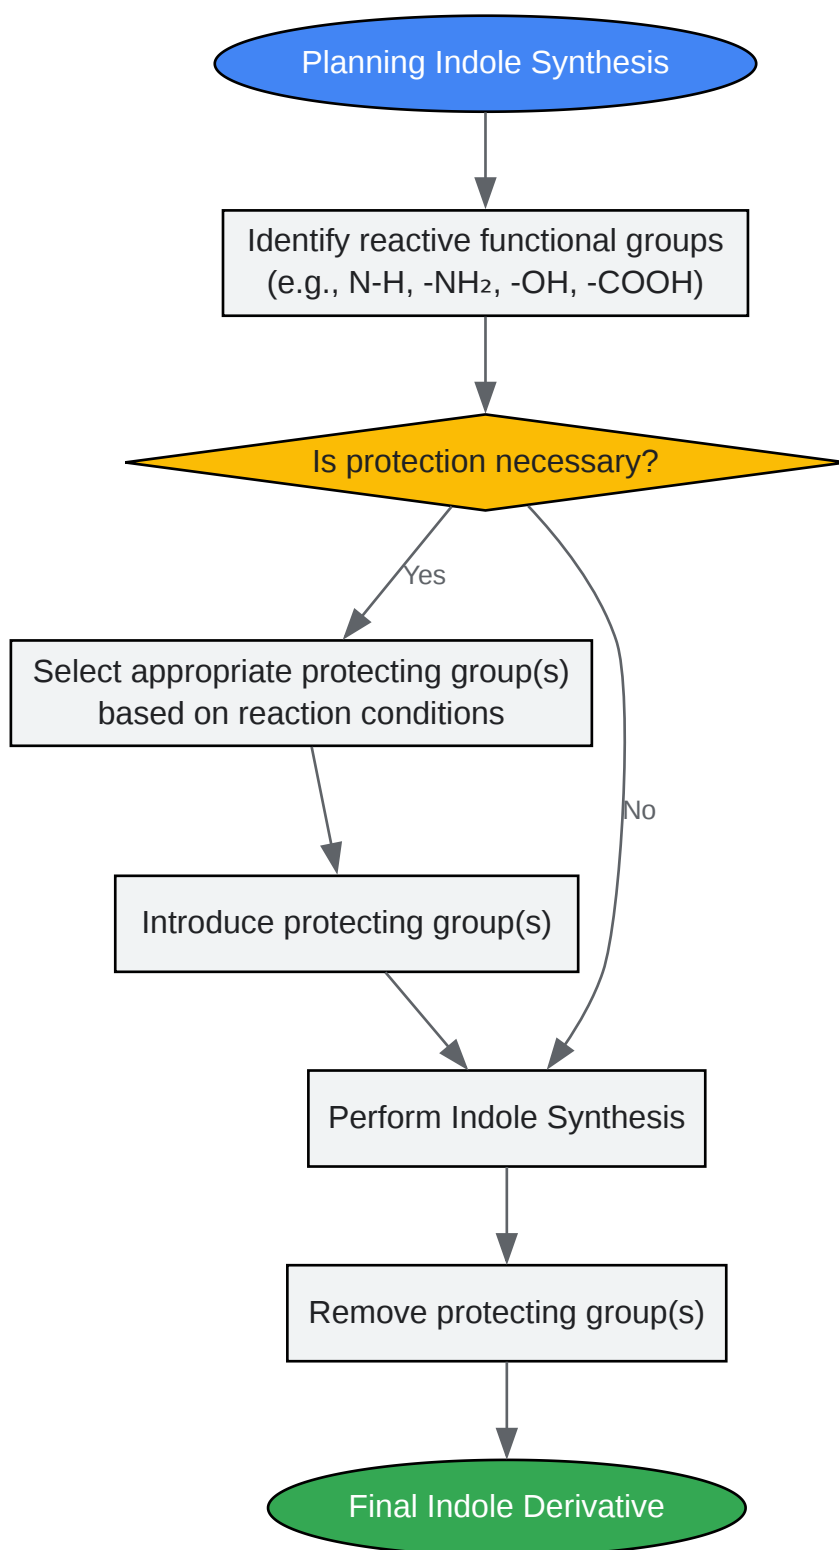 Planning Indole Synthesis
Identify reactive functional groups
(e.g., N-H, -NH₂, -OH, -COOH)
Is protection necessary?
Yes
Select appropriate protecting group(s)
based on reaction conditions
No
Introduce protecting group(s)
Perform Indole Synthesis
Remove protecting group(s)
Final Indole Derivative